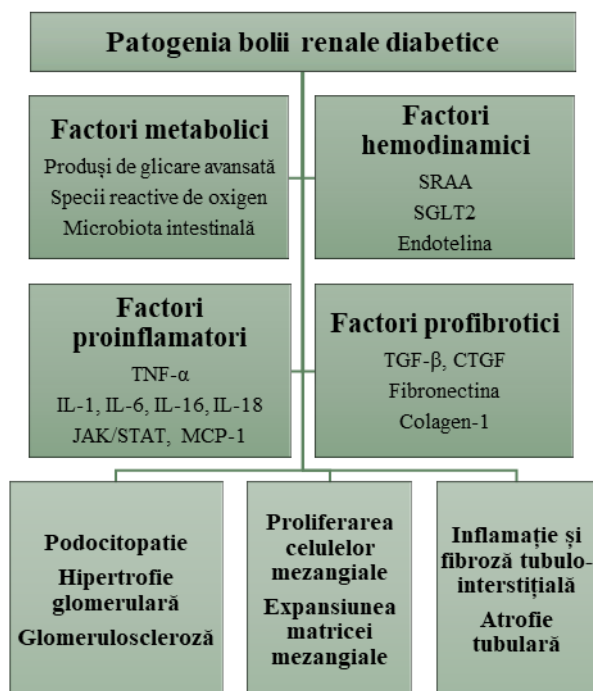 Patogenia bolii renale diabetice
Factori metabolici
Produși de glicare avansată
Specii reactive de oxigen
Microbiota intestinală
Factori
hemodinamici
SRAA
SGLT2
Endotelina
Factori
proinflamatori
TNF-α
IL-1, IL-6, IL-16, IL-18
JAK/STAT, MCP-1
Factori profibrotici
TGF-β, CTGF
Fibronectina
Colagen-1
Podocitopatie
Hipertrofie
glomerulară
Glomeruloscleroză
Proliferarea
celulelor
mezangiale
Expansiunea
matricei
mezangiale
Inflamație și
fibroză tubulo-
interstițială
Atrofie
tubulară